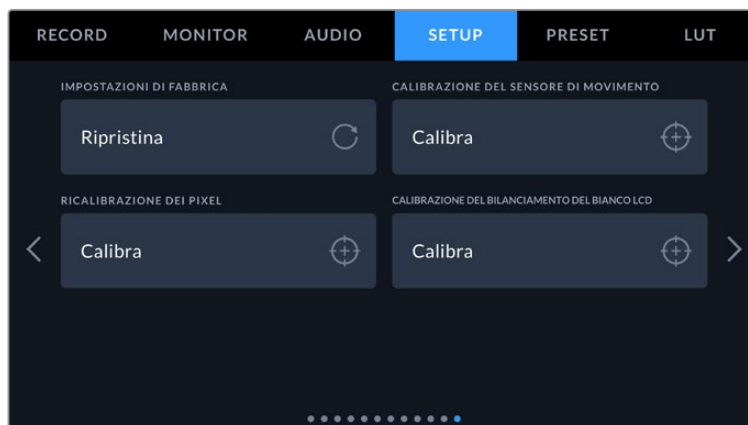 RECORD MONITOR AUDIO SETUP PRESET LUT
IMPOSTAZIONI DI FABBRICA CALIBRAZIONE DEL SENSORE DI MOVIMENTO
Ripristina Calibra
RICALIBRAZIONE DEI PIXEL CALIBRAZIONE DEL BILANCIAMENTO DEL BIANCO LCD
Calibra Calibra